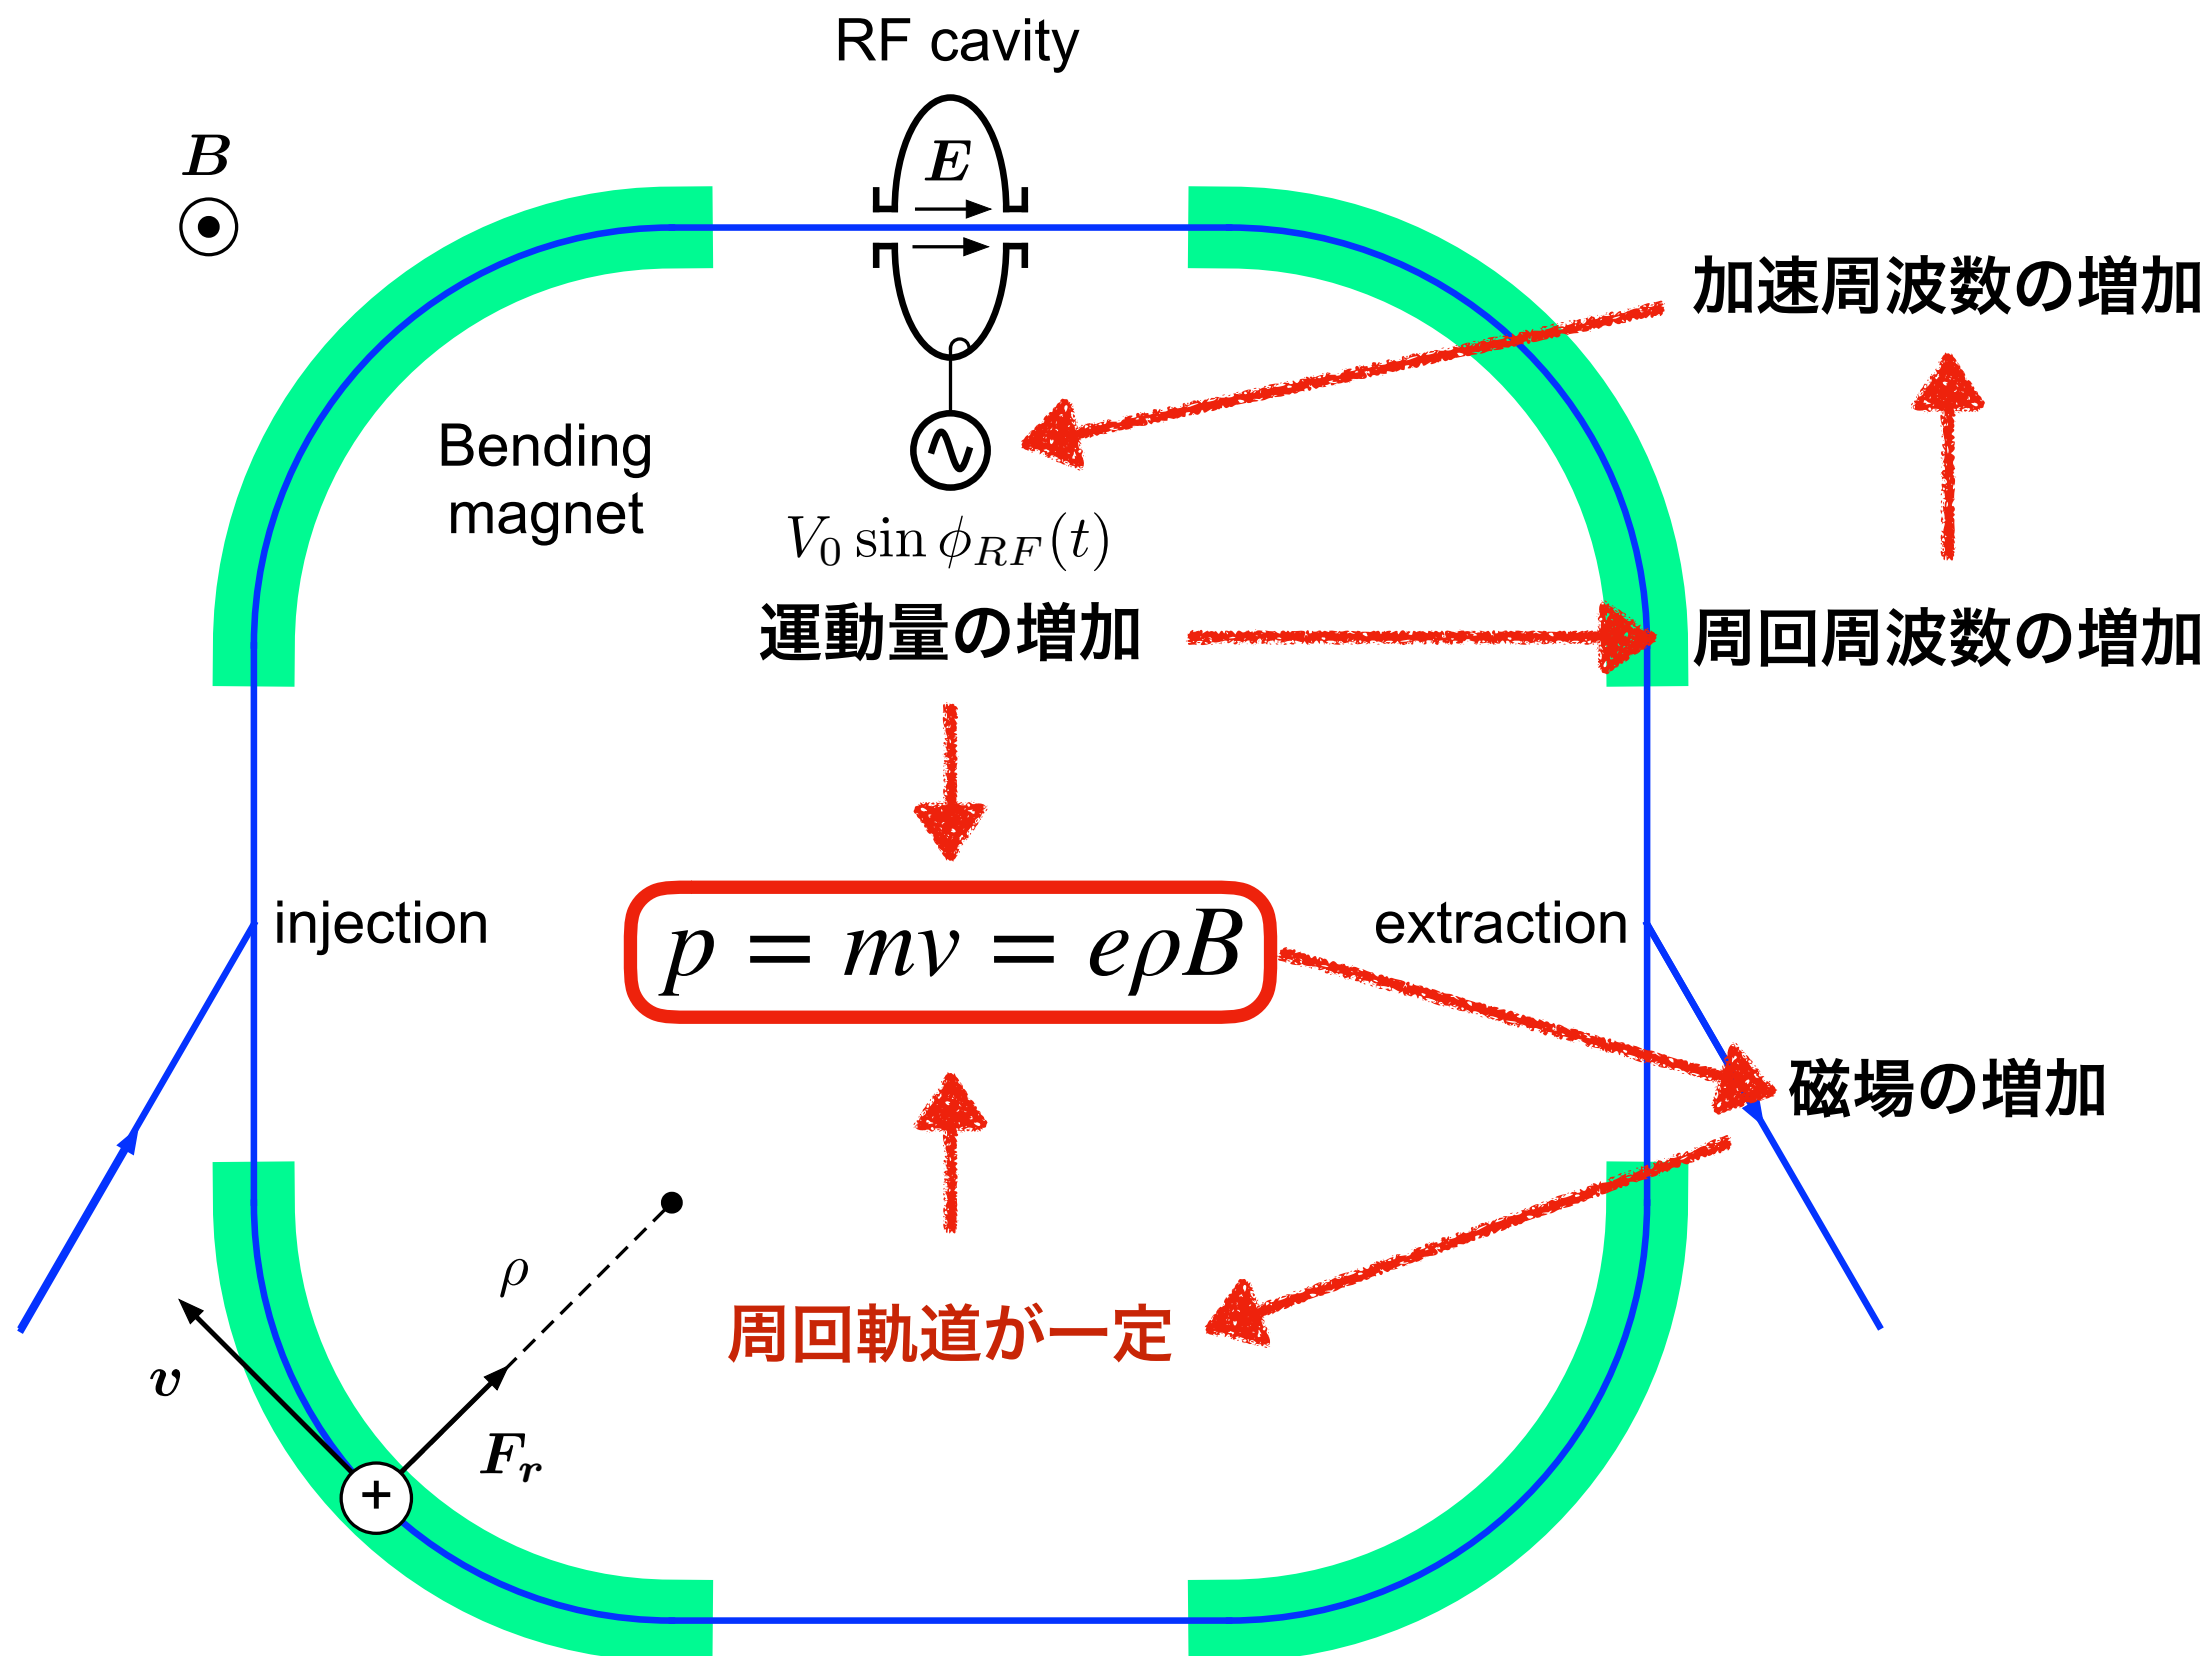 RF cavity
B
E
加速周波数の増加
Bending
magnet
V₀ sin ϕ_RF(t)
運動量の増加
周回周波数の増加
injection
p = mv = eρB
extraction
磁場の増加
ρ
周回軌道が一定
v
F_r
+